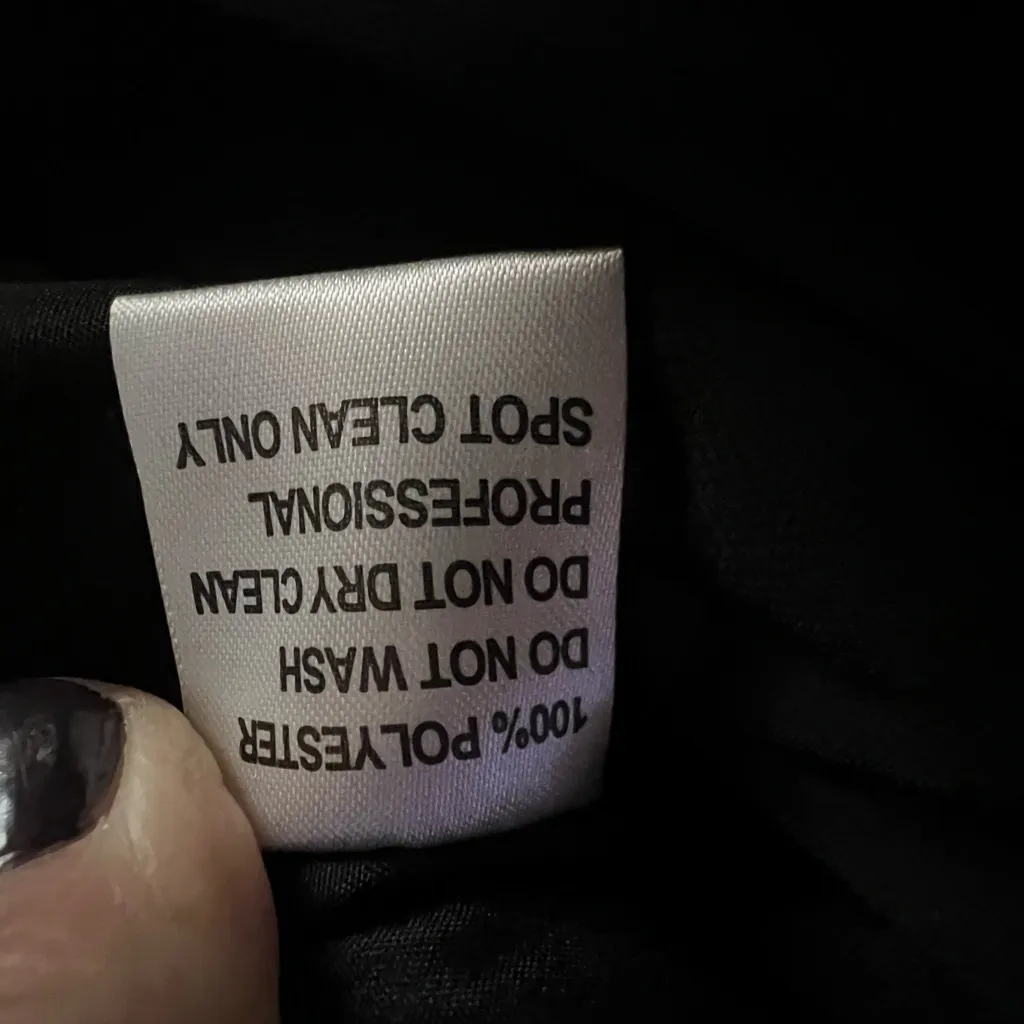 100% POLYESTER
DO NOT WASH
DO NOT DRY CLEAN
PROFESSIONAL
SPOT CLEAN ONLY